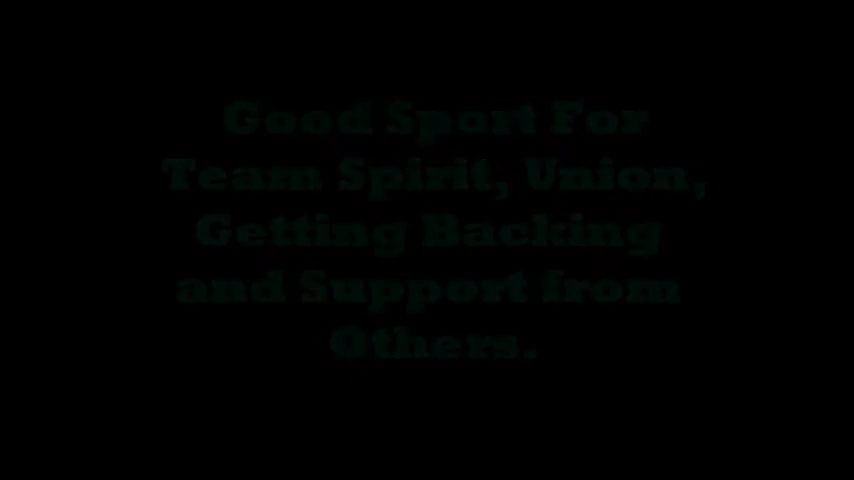 Good Sport For
Team Spirit, Union,
Getting Backing
and Support from
Others.